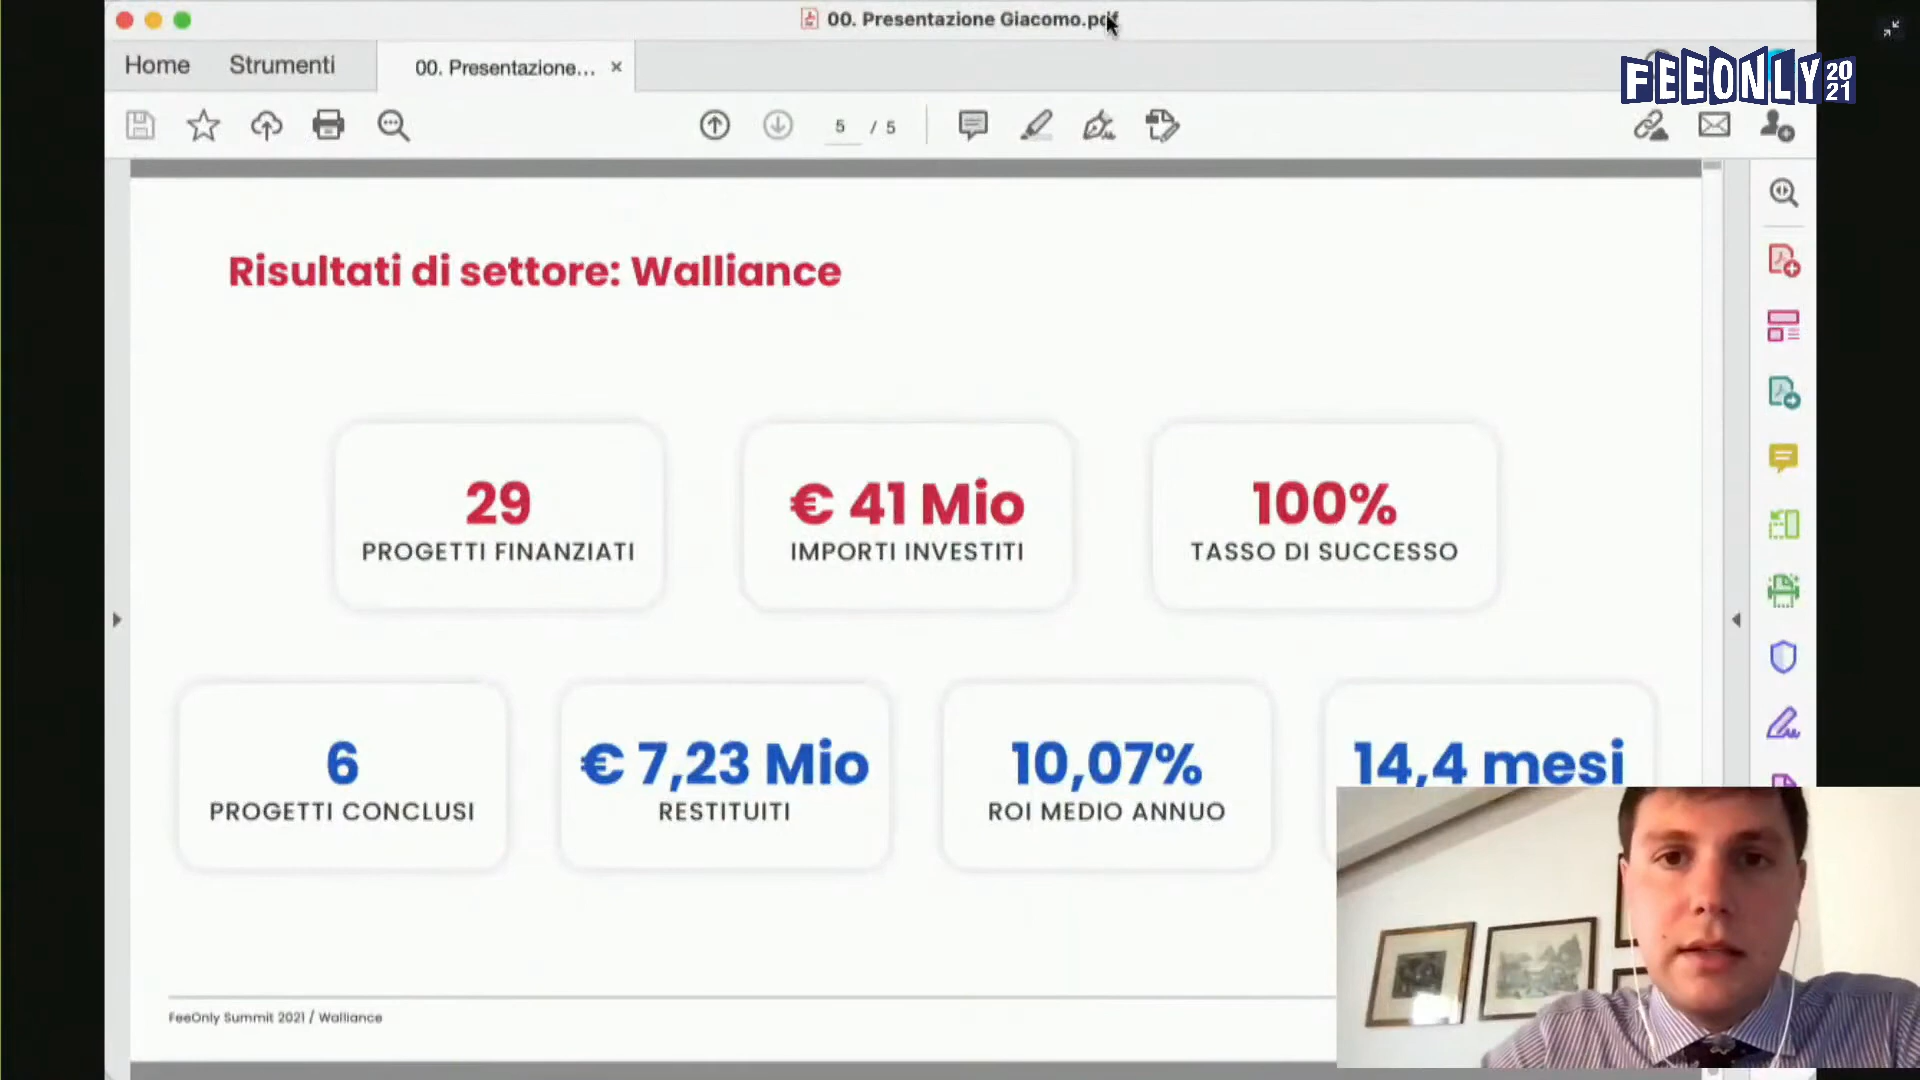 00. Presentazione Giacomo.pdf
Home
Strumenti
00. Presentazione...
FEEONLY 2021
5 / 5
Risultati di settore: Walliance
29
PROGETTI FINANZIATI
€ 41 Mio
IMPORTI INVESTITI
100%
TASSO DI SUCCESSO
6
PROGETTI CONCLUSI
€ 7,23 Mio
RESTITUITI
10,07%
ROI MEDIO ANNUO
14,4 mesi
FeeOnly Summit 2021 / Walliance